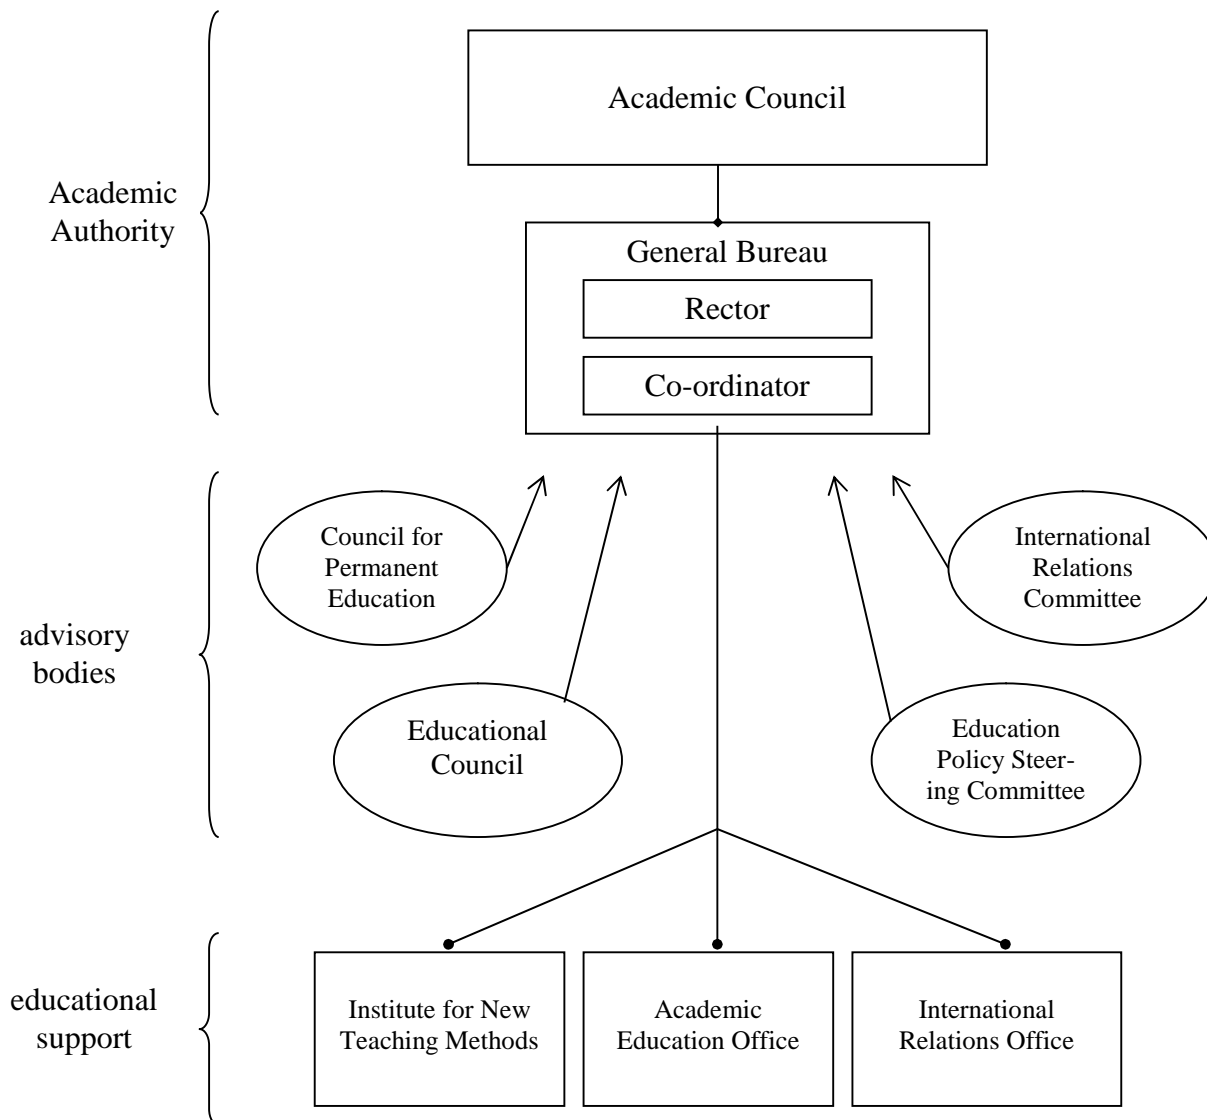 Academic Council
Academic
Authority
General Bureau
Rector
Co-ordinator
advisory
bodies
Council for
Permanent
Education
International
Relations
Committee
Educational
Council
Education
Policy Steer-
ing Committee
educational
support
Institute for New
Teaching Methods
Academic
Education Office
International
Relations Office